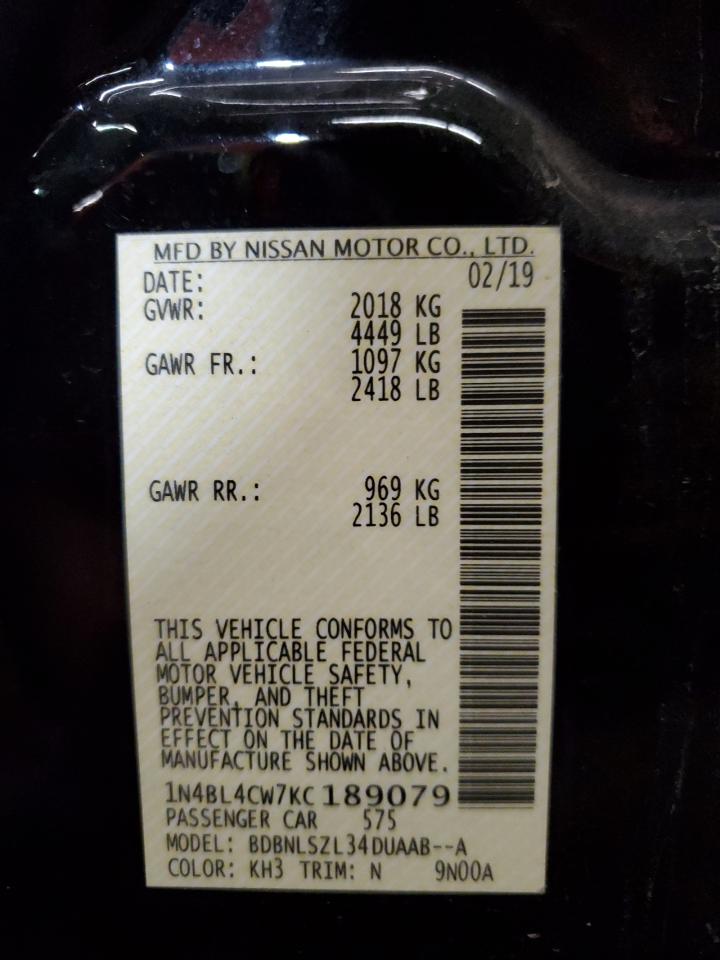 MFD BY NISSAN MOTOR CO., LTD.
DATE: 02/19
GVWR: 2018 KG
4449 LB
GAWR FR.: 1097 KG
2418 LB
GAWR RR.: 969 KG
2136 LB
THIS VEHICLE CONFORMS TO
ALL APPLICABLE FEDERAL
MOTOR VEHICLE SAFETY,
BUMPER, AND THEFT
PREVENTION STANDARDS IN
EFFECT ON THE DATE OF
MANUFACTURE SHOWN ABOVE.
1N4BL4CW7KC189079
PASSENGER CAR 575
MODEL: BDBNLSZL34DUAAB--A
COLOR: KH3 TRIM: N 9N00A